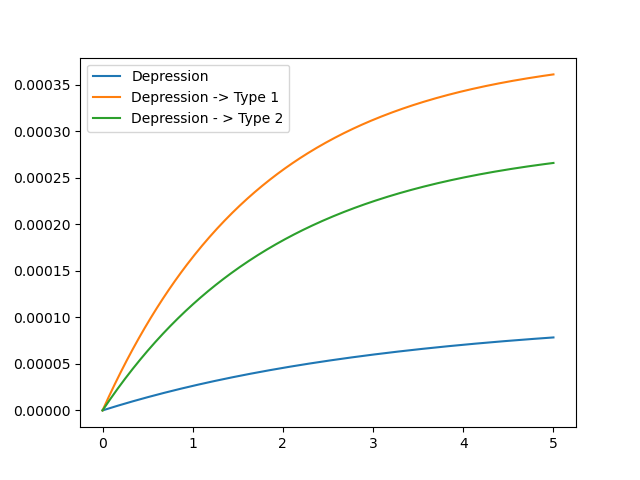 Depression
Depression -> Type 1
Depression - > Type 2
0.00035
0.00030
0.00025
0.00020
0.00015
0.00010
0.00005
0.00000
0 1 2 3 4 5